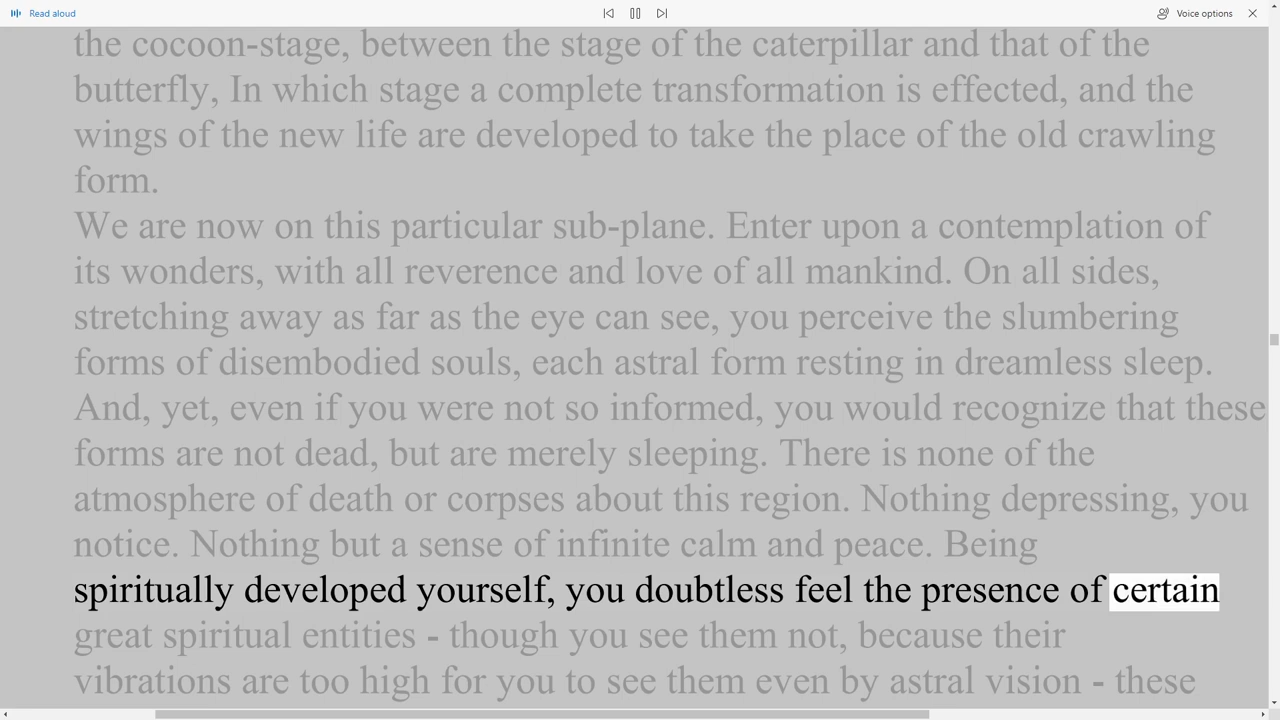 Read aloud
Voice options
the cocoon-stage, between the stage of the caterpillar and that of the
butterfly, In which stage a complete transformation is effected, and the
wings of the new life are developed to take the place of the old crawling
form.
We are now on this particular sub-plane. Enter upon a contemplation of
its wonders, with all reverence and love of all mankind. On all sides,
stretching away as far as the eye can see, you perceive the slumbering
forms of disembodied souls, each astral form resting in dreamless sleep.
And, yet, even if you were not so informed, you would recognize that these
forms are not dead, but are merely sleeping. There is none of the
atmosphere of death or corpses about this region. Nothing depressing, you
notice. Nothing but a sense of infinite calm and peace. Being
spiritually developed yourself, you doubtless feel the presence of certain
great spiritual entities - though you see them not, because their
vibrations are too high for you to see them even by astral vision - these